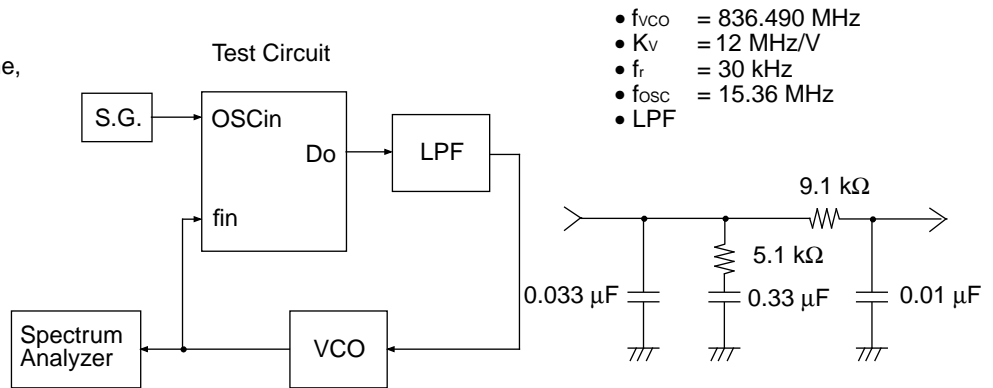 e,
Test Circuit
S.G.
OSCin
Do
fin
LPF
Spectrum
Analyzer
VCO
• fVCO = 836.490 MHz
• KV = 12 MHz/V
• fr = 30 kHz
• fOSC = 15.36 MHz
• LPF
9.1 kΩ
5.1 kΩ
0.033 µF
0.33 µF
0.01 µF